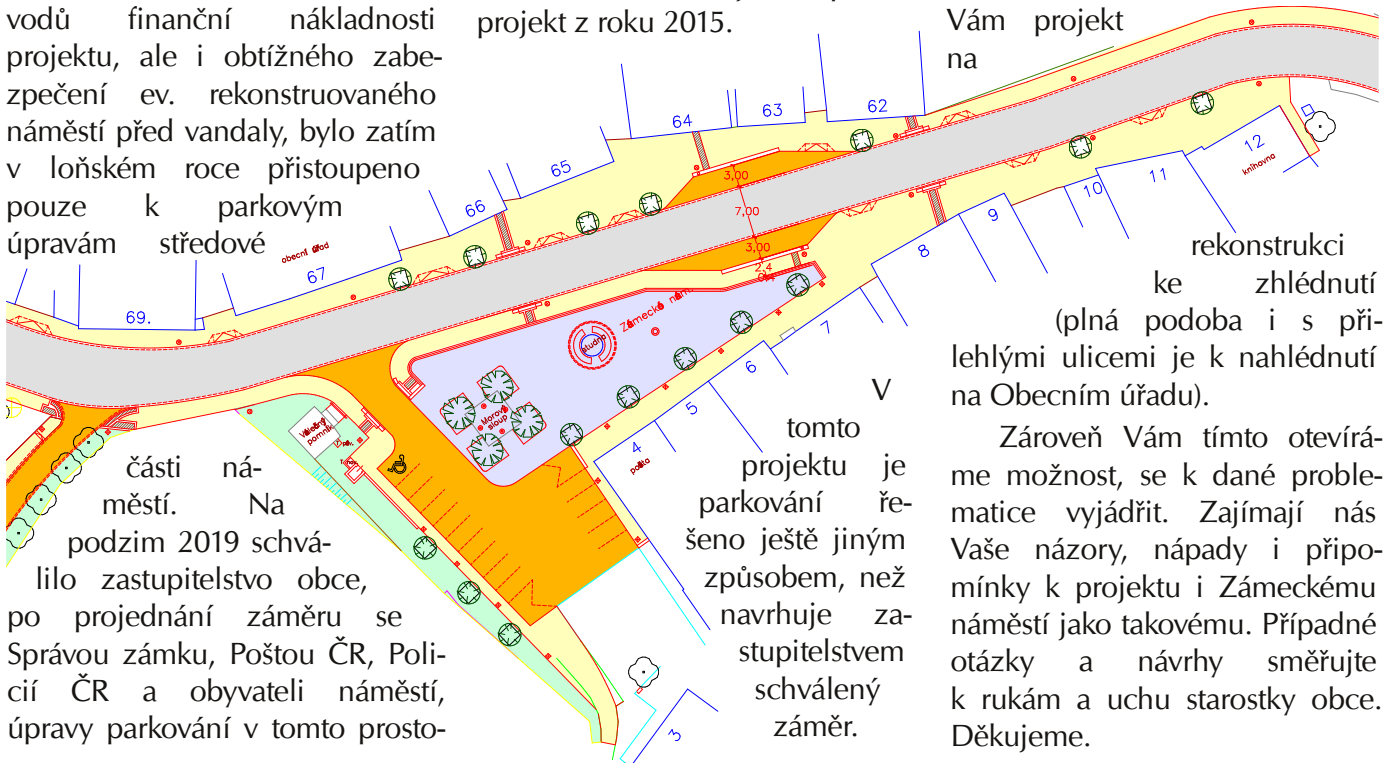 vodů finanční nákladnosti
projektu, ale i obtížného zabe-
zpečení ev. rekonstruovaného
náměstí před vandaly, bylo zatím
v loňském roce přistoupeno
pouze k parkovým
úpravám středové
části ná-
městí. Na
podzim 2019 schvá-
lilo zastupitelstvo obce,
po projednání záměru se
Správou zámku, Poštou ČR, Poli-
cií ČR a obyvateli náměstí,
úpravy parkování v tomto prosto-
projekt z roku 2015.
V
tomto
projektu je
parkování ře-
šeno ještě jiným
způsobem, než
navrhuje za-
stupitelstvem
schválený
záměr.
Vám projekt
na
rekonstrukci
ke zhlédnutí
(plná podoba i s při-
lehlými ulicemi je k nahlédnutí
na Obecním úřadu).
Zároveň Vám tímto otevírá-
me možnost, se k dané proble-
matice vyjádřit. Zajímají nás
Vaše názory, nápady i připo-
mínky k projektu i Zámeckému
náměstí jako takovému. Případné
otázky a návrhy směřujte
k rukám a uchu starostky obce.
Děkujeme.
69.
67
obecní úřad
66
65
64
63
62
3,00
7,00
3,00
2,4
Zámecké nám.
studna
Morový
sloup
Válečný
pomník
12
knihovna
11
10
9
8
7
6
5
4
pošta
3